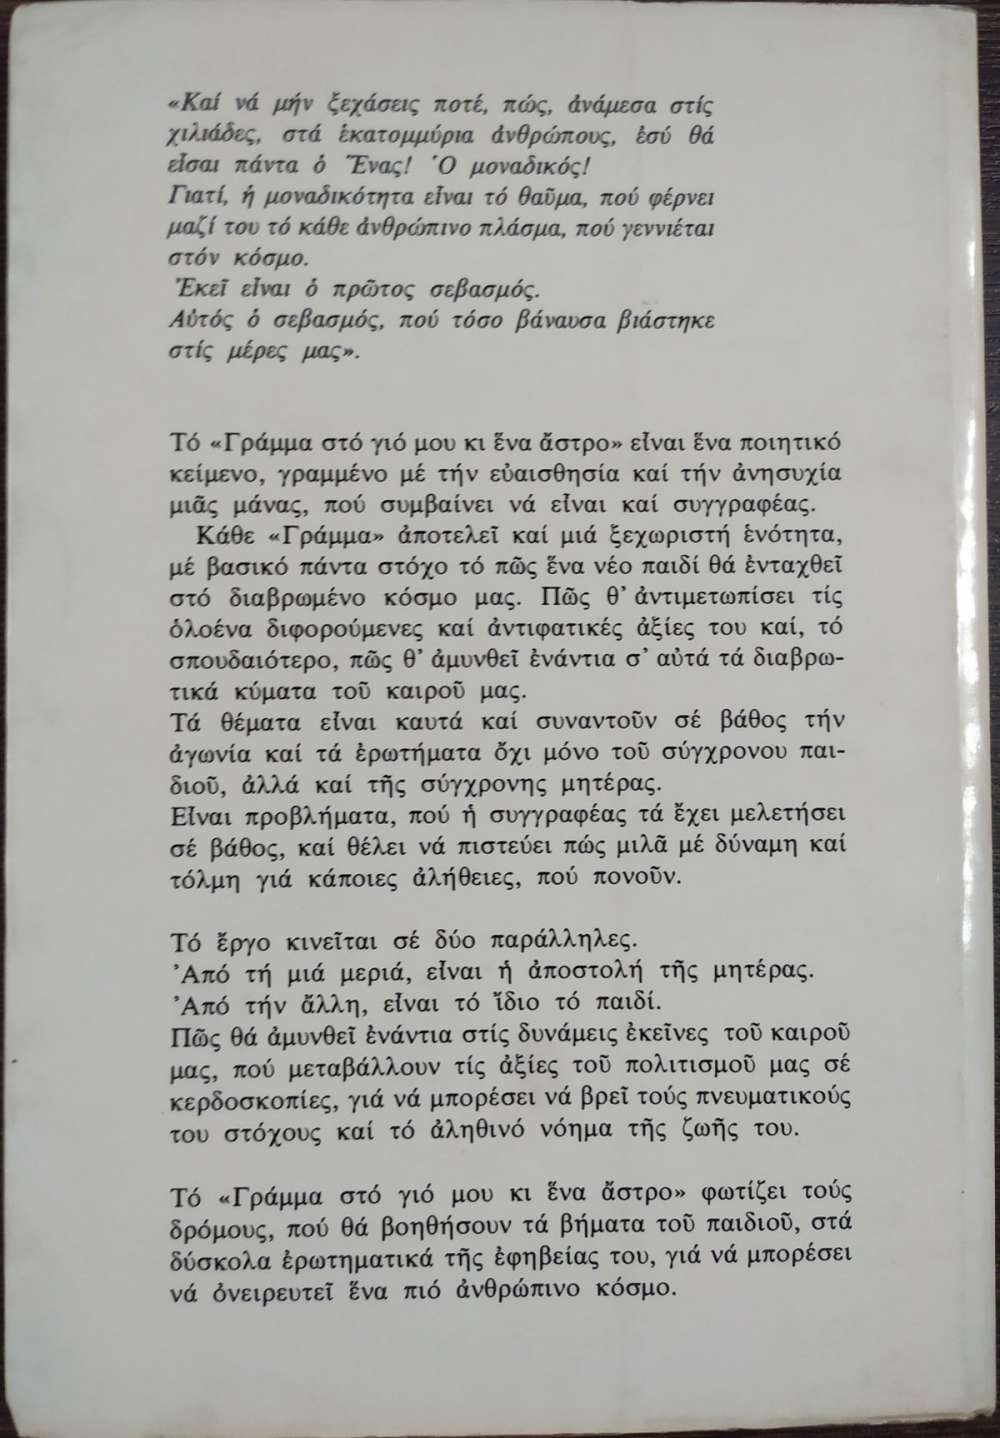 «Καί νά μήν ξεχάσεις ποτέ, πώς, ἀνάμεσα στίς
χιλιάδες, στά ἑκατομμύρια ἀνθρώπους, ἐσύ θά
εἶσαι πάντα ὁ Ἕνας! Ὁ μοναδικός!
Γιατί, ἡ μοναδικότητα εἶναι τό θαῦμα, πού φέρνει
μαζί του τό κάθε ἀνθρώπινο πλάσμα, πού γεννιέται
στόν κόσμο.
Ἐκεῖ εἶναι ὁ πρῶτος σεβασμός.
Αὐτός ὁ σεβασμός, πού τόσο βάναυσα βιάστηκε
στίς μέρες μας».
Τό «Γράμμα στό γιό μου κι ἕνα ἄστρο» εἶναι ἕνα ποιητικό
κείμενο, γραμμένο μέ τήν εὐαισθησία καί τήν ἀνησυχία
μιᾶς μάνας, πού συμβαίνει νά εἶναι καί συγγραφέας.
Κάθε «Γράμμα» ἀποτελεῖ καί μιά ξεχωριστή ἑνότητα,
μέ βασικό πάντα στόχο τό πῶς ἕνα νέο παιδί θά ἐνταχθεῖ
στό διαβρωμένο κόσμο μας. Πῶς θ' ἀντιμετωπίσει τίς
ὁλοένα διφορούμενες καί ἀντιφατικές ἀξίες του καί, τό
σπουδαιότερο, πῶς θ' ἀμυνθεῖ ἐνάντια σ' αὐτά τά διαβρω-
τικά κύματα τοῦ καιροῦ μας.
Τά θέματα εἶναι καυτά καί συναντοῦν σέ βάθος τήν
ἀγωνία καί τά ἐρωτήματα ὄχι μόνο τοῦ σύγχρονου παι-
διοῦ, ἀλλά καί τῆς σύγχρονης μητέρας.
Εἶναι προβλήματα, πού ἡ συγγραφέας τά ἔχει μελετήσει
σέ βάθος, καί θέλει νά πιστεύει πώς μιλᾶ μέ δύναμη καί
τόλμη γιά κάποιες ἀλήθειες, πού πονοῦν.
Τό ἔργο κινεῖται σέ δύο παράλληλες.
Ἀπό τή μιά μεριά, εἶναι ἡ ἀποστολή τῆς μητέρας.
Ἀπό τήν ἄλλη, εἶναι τό ἴδιο τό παιδί.
Πῶς θά ἀμυνθεῖ ἐνάντια στίς δυνάμεις ἐκεῖνες τοῦ καιροῦ
μας, πού μεταβάλλουν τίς ἀξίες τοῦ πολιτισμοῦ μας σέ
κερδοσκοπίες, γιά νά μπορέσει νά βρεῖ τούς πνευματικούς
του στόχους καί τό ἀληθινό νόημα τῆς ζωῆς του.
Τό «Γράμμα στό γιό μου κι ἕνα ἄστρο» φωτίζει τούς
δρόμους, πού θά βοηθήσουν τά βήματα τοῦ παιδιοῦ, στά
δύσκολα ἐρωτηματικά τῆς ἐφηβείας του, γιά νά μπορέσει
νά ὀνειρευτεῖ ἕνα πιό ἀνθρώπινο κόσμο.